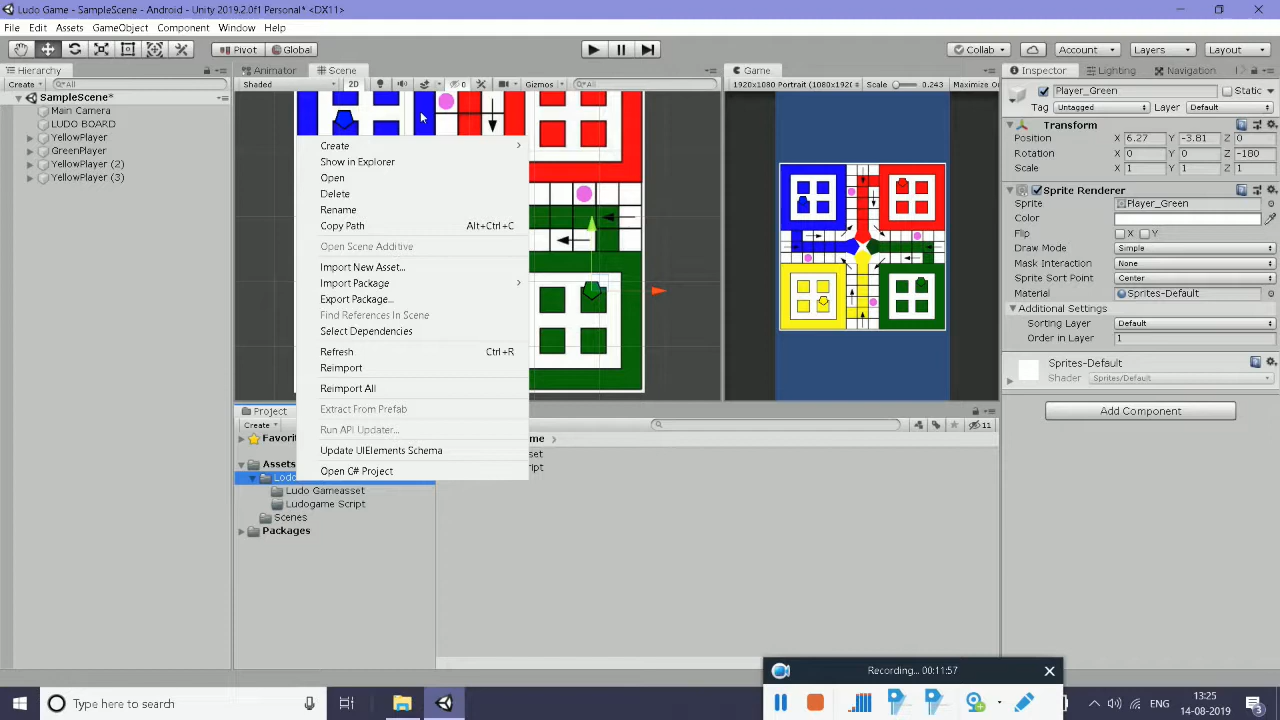 Ludo Game - SampleScene - Android - Unity 2019.2.0f1 Personal* <DX11>
File Edit Assets GameObject Component Window Help
Pivot Global Collab Account Layers Layout
Hierarchy Animator Scene Game Inspector Lighting Navigation
Create All Shaded 2D 0 Gizmos All 1920x1080 Portrait (1080x192( Scale 0.243
SampleScene*
Main Camera
LUDO BOARD
YellowPlayer
GreenPlayer
YellowPlayer (2)
YellowPlayer (3)
Create
Show in Explorer
Open
Delete
Rename
Copy Path Alt+Ctrl+C
Open Scene Additive
Import New Asset...
Import Package
Export Package...
Find References In Scene
Select Dependencies
Refresh Ctrl+R
Reimport
Reimport All
Extract From Prefab
Run API Updater...
Update UIElements Schema
Open C# Project
Player_Green Static
Tag Untagged Layer Default
Transform
Position X 6.27 Y -3.81 Z 0
Rotation X 0 Y 0 Z -180
Scale X 1 Y 1 Z 1
Sprite Renderer
Sprite Player_Green
Color
Flip X Y
Draw Mode Simple
Mask Interaction None
Sprite Sort Point Center
Material Sprites-Default
Additional Settings
Sorting Layer Default
Order in Layer 1
Sprites-Default
Shader Sprites/Default
Add Component
Project
Create 11
Favori
Assets
Ludo Gameasset
Ludogame Script
Scenes
Packages
Recording... 00:11:57
Type here to search
ENG 13:25
14-08-2019 3